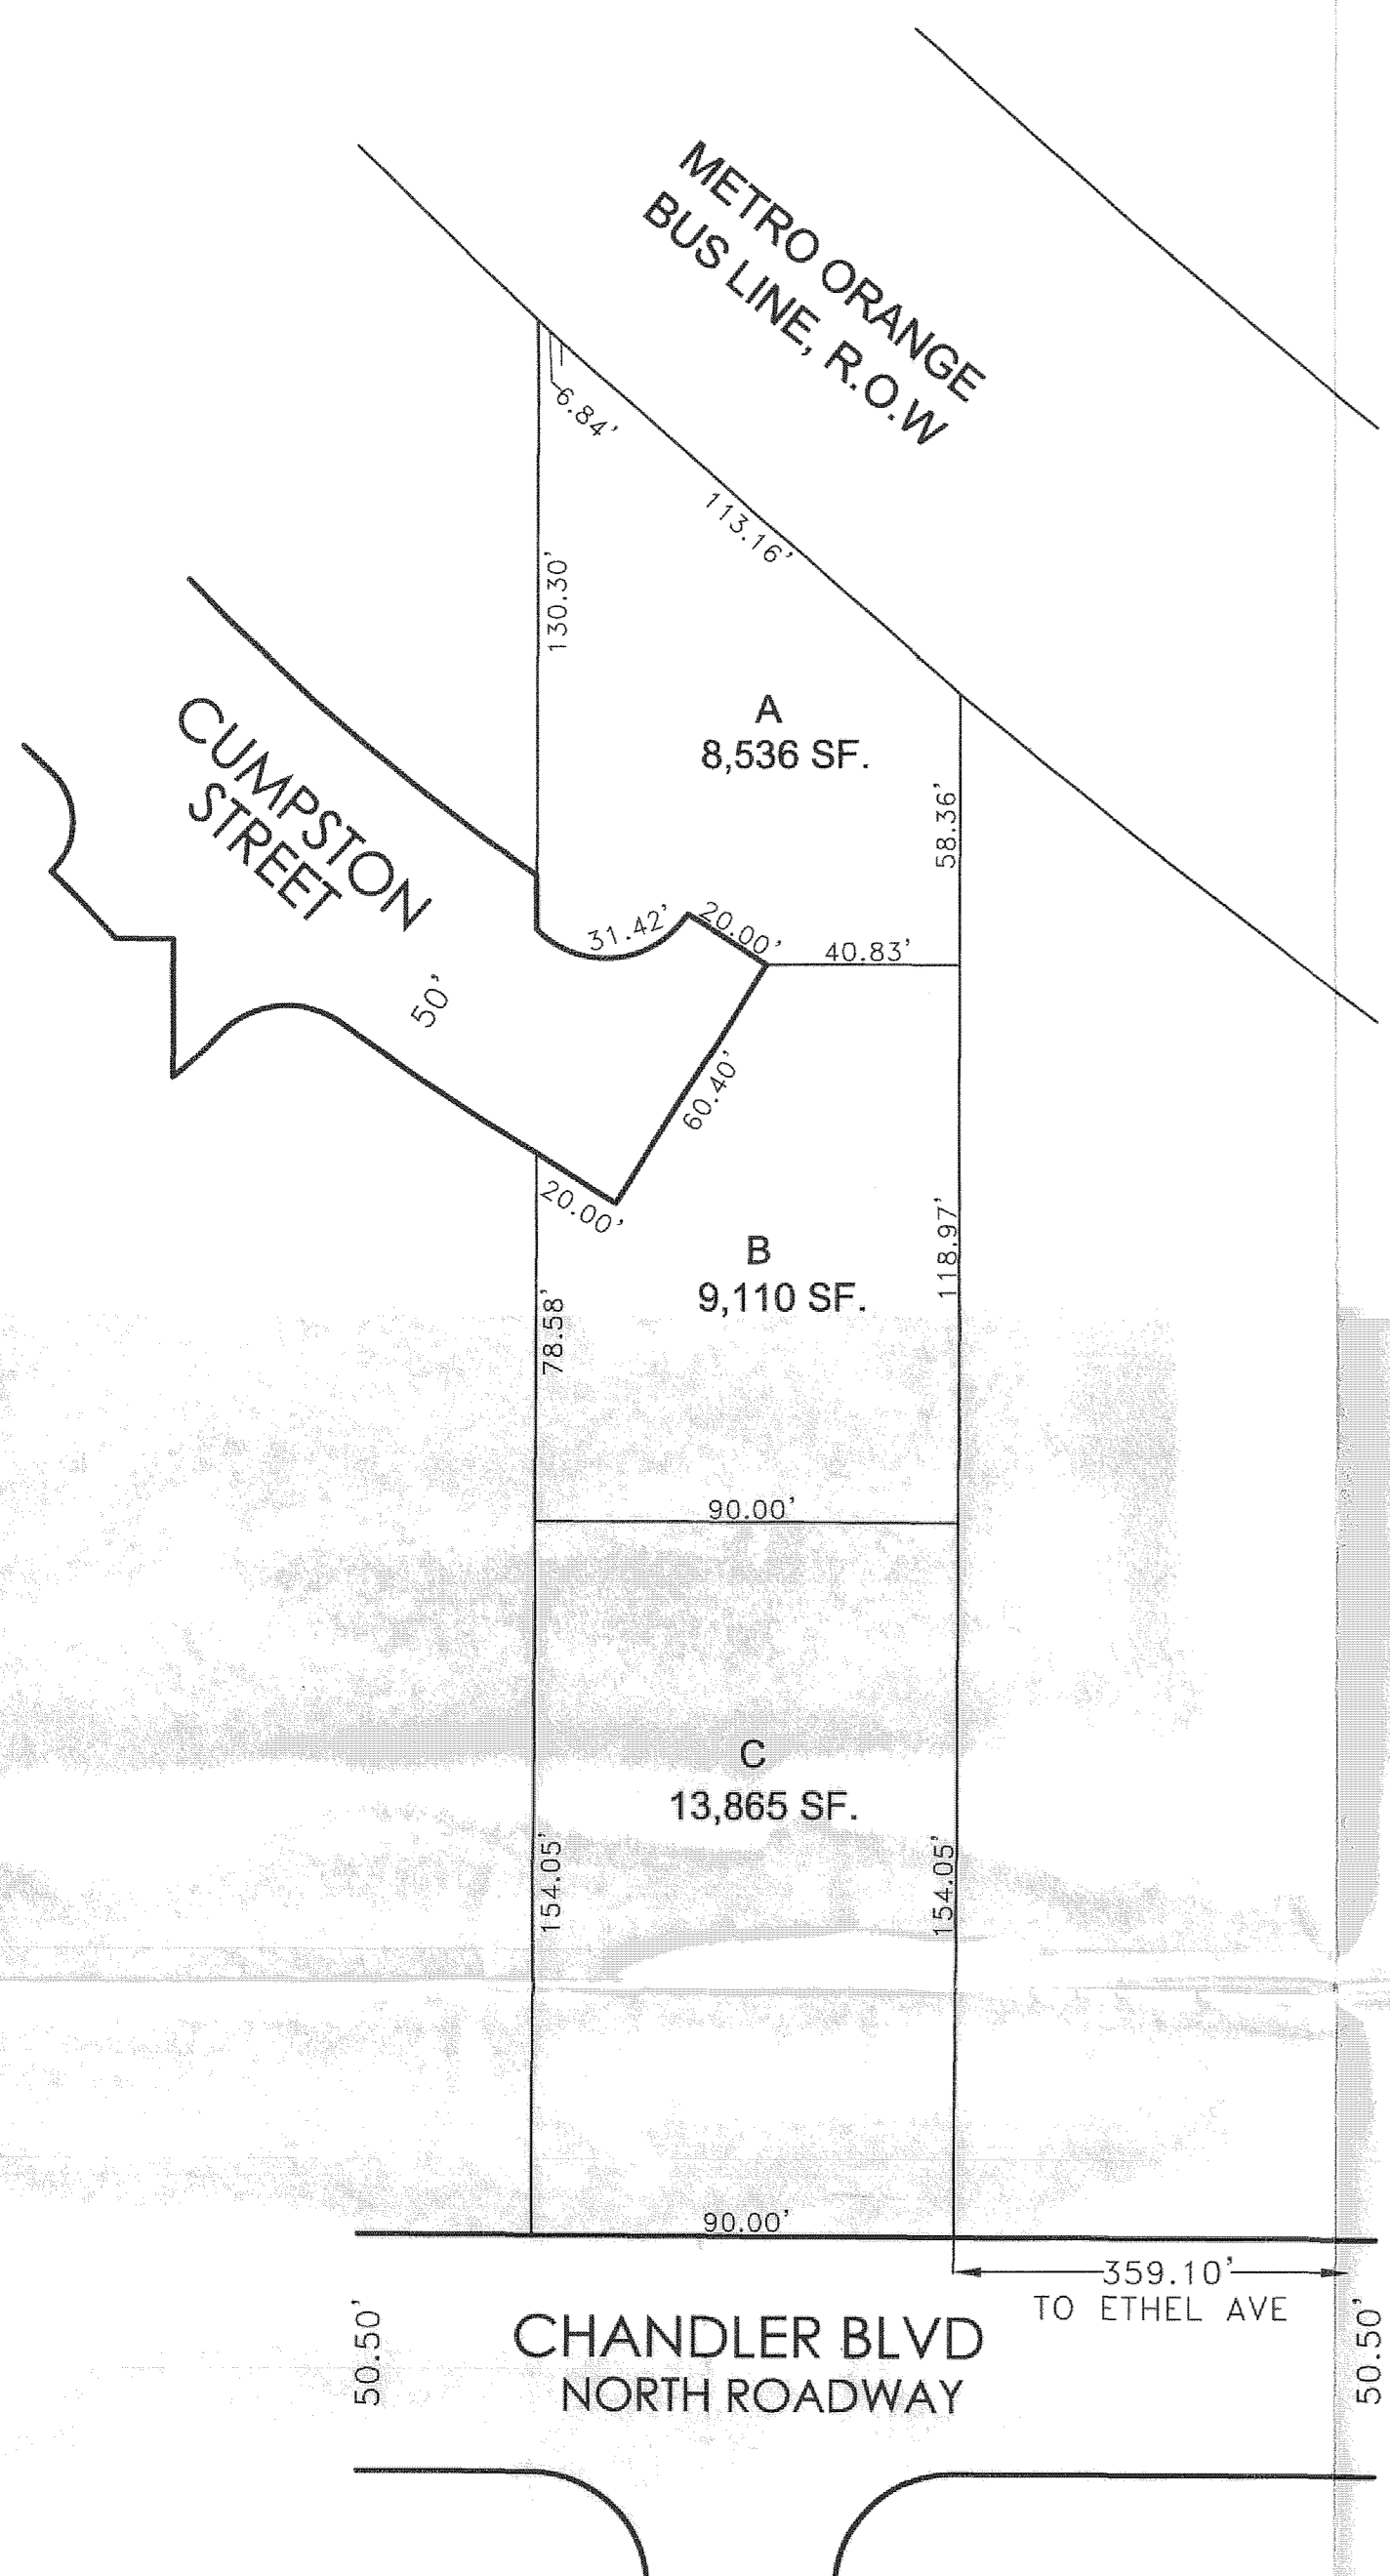 METRO ORANGE
BUS LINE, R.O.W
6.84'
113.16'
130.30'
A
8,536 SF.
58.36'
CUMPSTON
STREET
31.42'
20.00'
40.83'
50'
60.40'
20.00'
B
9,110 SF.
118.97'
78.58'
90.00'
C
13,865 SF.
154.05'
154.05'
90.00'
359.10'
TO ETHEL AVE
50.50'
CHANDLER BLVD
NORTH ROADWAY
50.50'